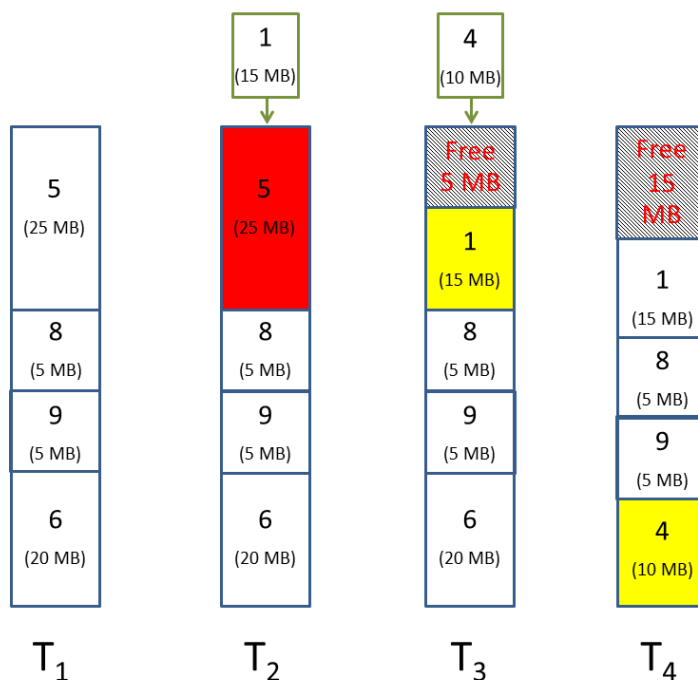 1
(15 MB)
4
(10 MB)
5
(25 MB)
8
(5 MB)
9
(5 MB)
6
(20 MB)
T1
5
(25 MB)
8
(5 MB)
9
(5 MB)
6
(20 MB)
T2
Free
5 MB
1
(15 MB)
8
(5 MB)
9
(5 MB)
6
(20 MB)
T3
Free
15
MB
1
(15 MB)
8
(5 MB)
9
(5 MB)
4
(10 MB)
T4